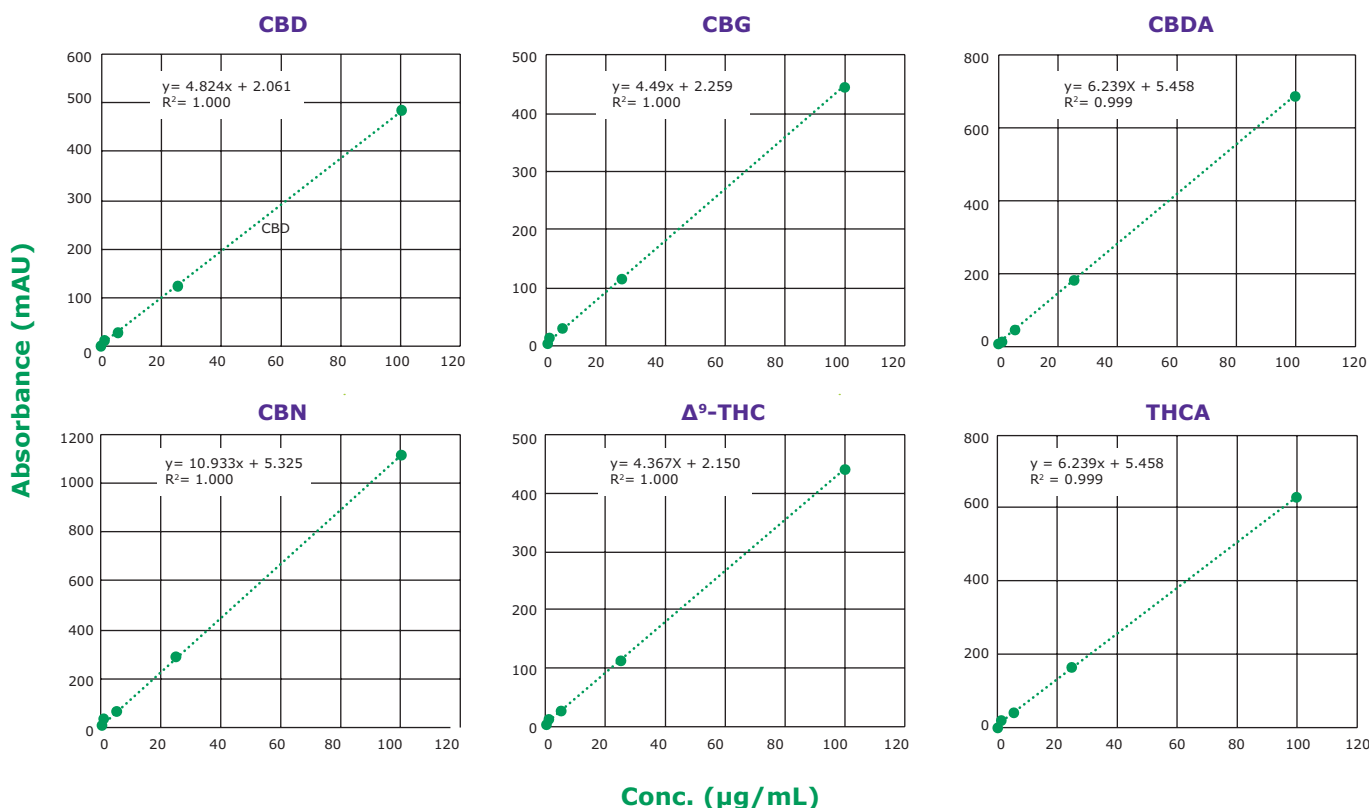 CBD
600
500
400
300
200
100
0
y= 4.824x + 2.061
R²= 1.000
CBD
0 20 40 60 80 100 120
CBG
500
400
300
200
100
0
y= 4.49x + 2.259
R²= 1.000
0 20 40 60 80 100 120
CBDA
800
600
400
200
0
y= 6.239X + 5.458
R²= 0.999
0 20 40 60 80 100 120
Absorbance (mAU)
CBN
1200
1000
800
600
400
200
0
y= 10.933x + 5.325
R²= 1.000
0 20 40 60 80 100 120
Δ⁹-THC
500
400
300
200
100
0
y= 4.367X + 2.150
R²= 1.000
0 20 40 60 80 100 120
THCA
800
600
400
200
0
y = 6.239x + 5.458
R² = 0.999
0 20 40 60 80 100 120
Conc. (µg/mL)